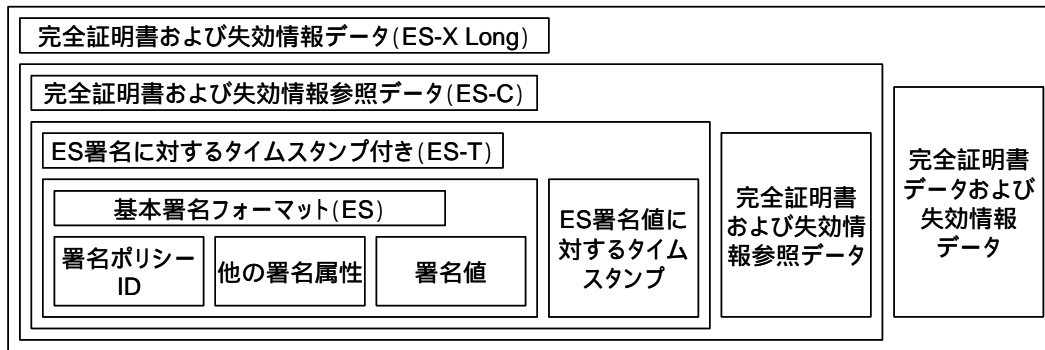 完全証明書および失効情報データ(ES-X Long)
完全証明書および失効情報参照データ(ES-C)
ES署名に対するタイムスタンプ付き(ES-T)
基本署名フォーマット(ES)
署名ポリシー
ID
他の署名属性
署名値
ES署名値に
対するタイム
スタンプ
完全証明書
および失効情
報参照データ
完全証明書
データおよび
失効情報
データ